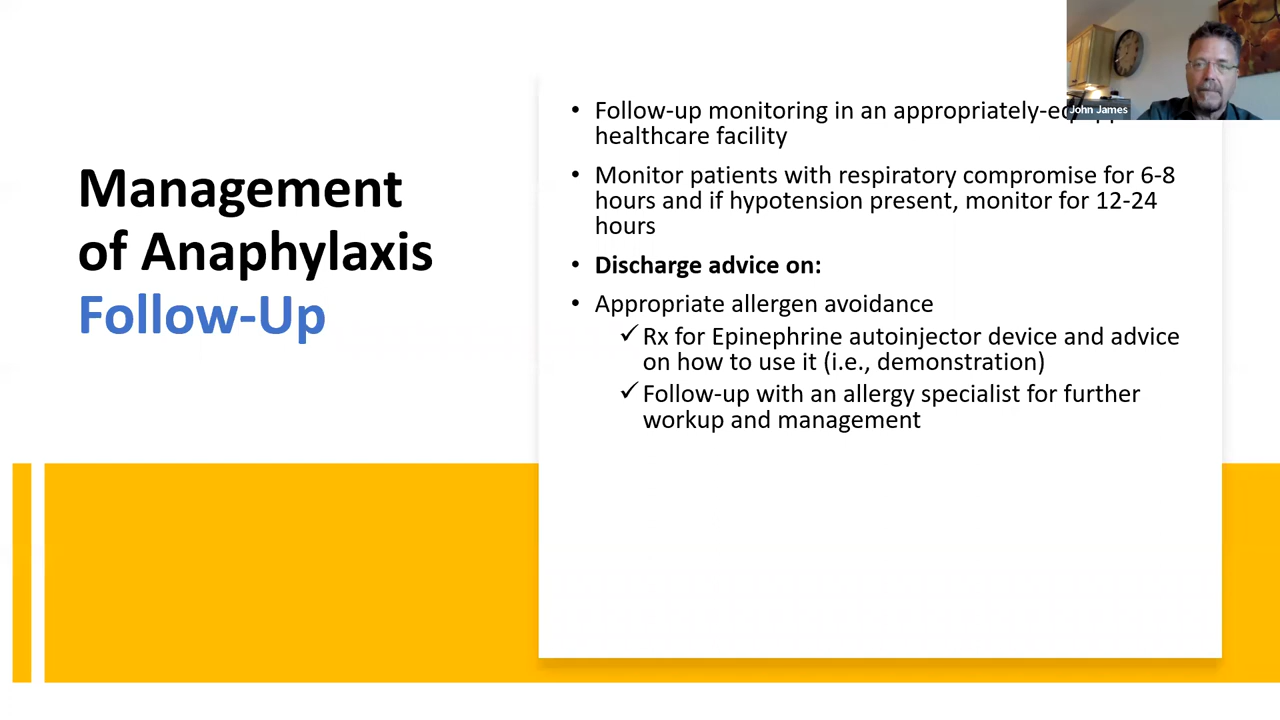 Management
of Anaphylaxis
Follow-Up
• Follow-up monitoring in an
healthcare facility
• Monitor patients with respiratory compromise for 6-8
hours and if hypotension present, monitor for 12-24
hours
• Discharge advice on:
• Appropriate allergen avoidance
✓ Rx for Epinephrine autoinjector device and advice
on how to use it (i.e., demonstration)
✓ Follow-up with an allergy specialist for further
workup and management
John James